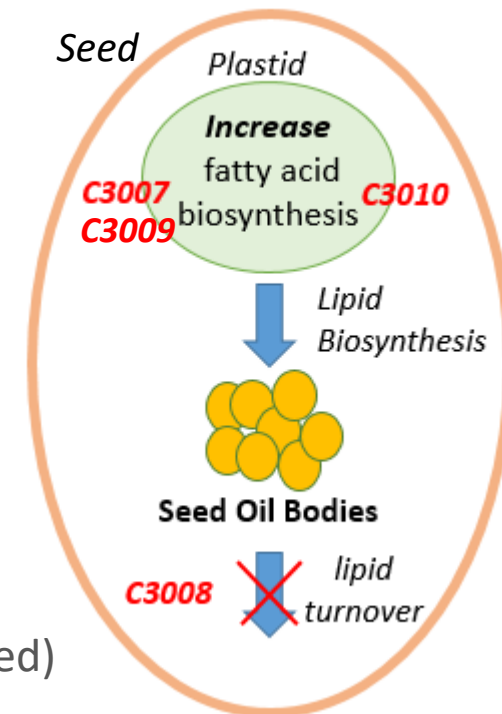 Seed
Plastid
Increase
fatty acid
C3007
C3010
C3009 biosynthesis
Lipid
Biosynthesis
Seed Oil Bodies
C3008
lipid
turnover
ed)